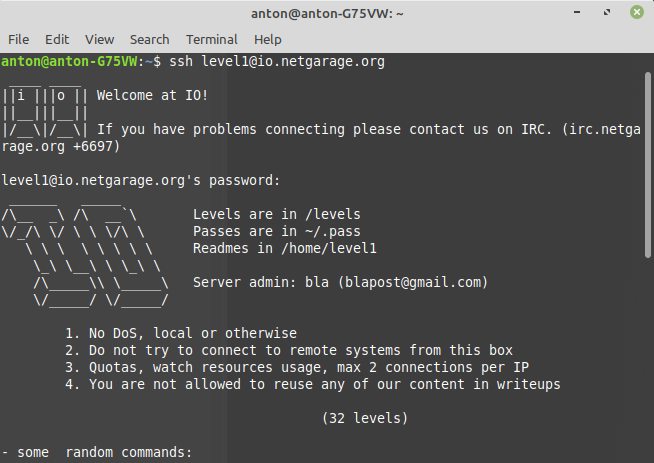 anton@anton-G75VW: ~
File Edit View Search Terminal Help
anton@anton-G75VW:~$ ssh level1@io.netgarage.org
 ____ ____
||i |||o || Welcome at IO!
||__|||__||
|/__\|/__\| If you have problems connecting please contact us on IRC. (irc.netga
rage.org +6697)
level1@io.netgarage.org's password:
 ______   _____
/\__  _\ /\  __`\       Levels are in /levels
\/_/\ \/ \ \ \/\ \      Passes are in ~/.pass
   \ \ \  \ \ \ \ \     Readmes in /home/level1
    \_\ \__\ \ \_\ \
    /\_____\\ \_____\   Server admin: bla (blapost@gmail.com)
    \/_____/ \/_____/
1. No DoS, local or otherwise
2. Do not try to connect to remote systems from this box
3. Quotas, watch resources usage, max 2 connections per IP
4. You are not allowed to reuse any of our content in writeups
(32 levels)
- some  random commands: